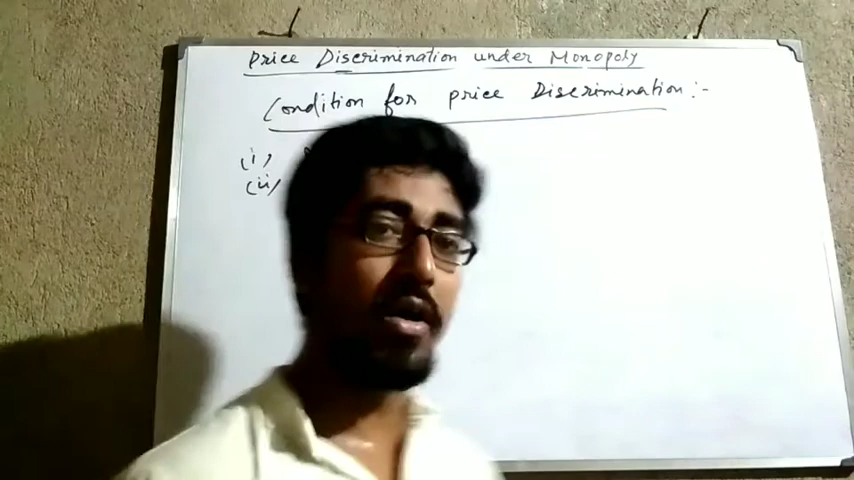 Price Discrimination under Monopoly
Condition for price Discrimination :-
(i)
(ii)